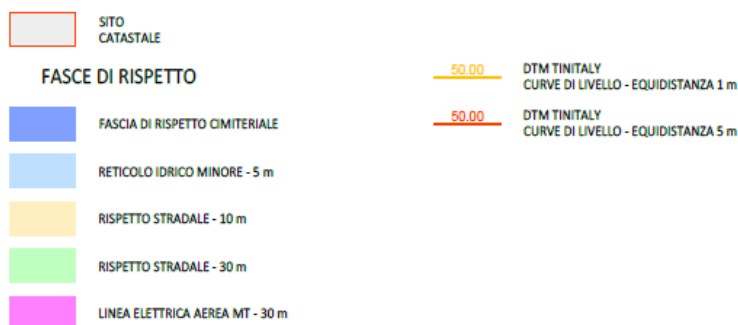 SITO
CATASTALE
FASCE DI RISPETTO
FASCIA DI RISPETTO CIMITERIALE
RETICOLO IDRICO MINORE - 5 m
RISPETTO STRADALE - 10 m
RISPETTO STRADALE - 30 m
LINEA ELETTRICA AEREA MT - 30 m
50.00
DTM TINITALY
CURVE DI LIVELLO - EQUIDISTANZA 1 m
50.00
DTM TINITALY
CURVE DI LIVELLO - EQUIDISTANZA 5 m